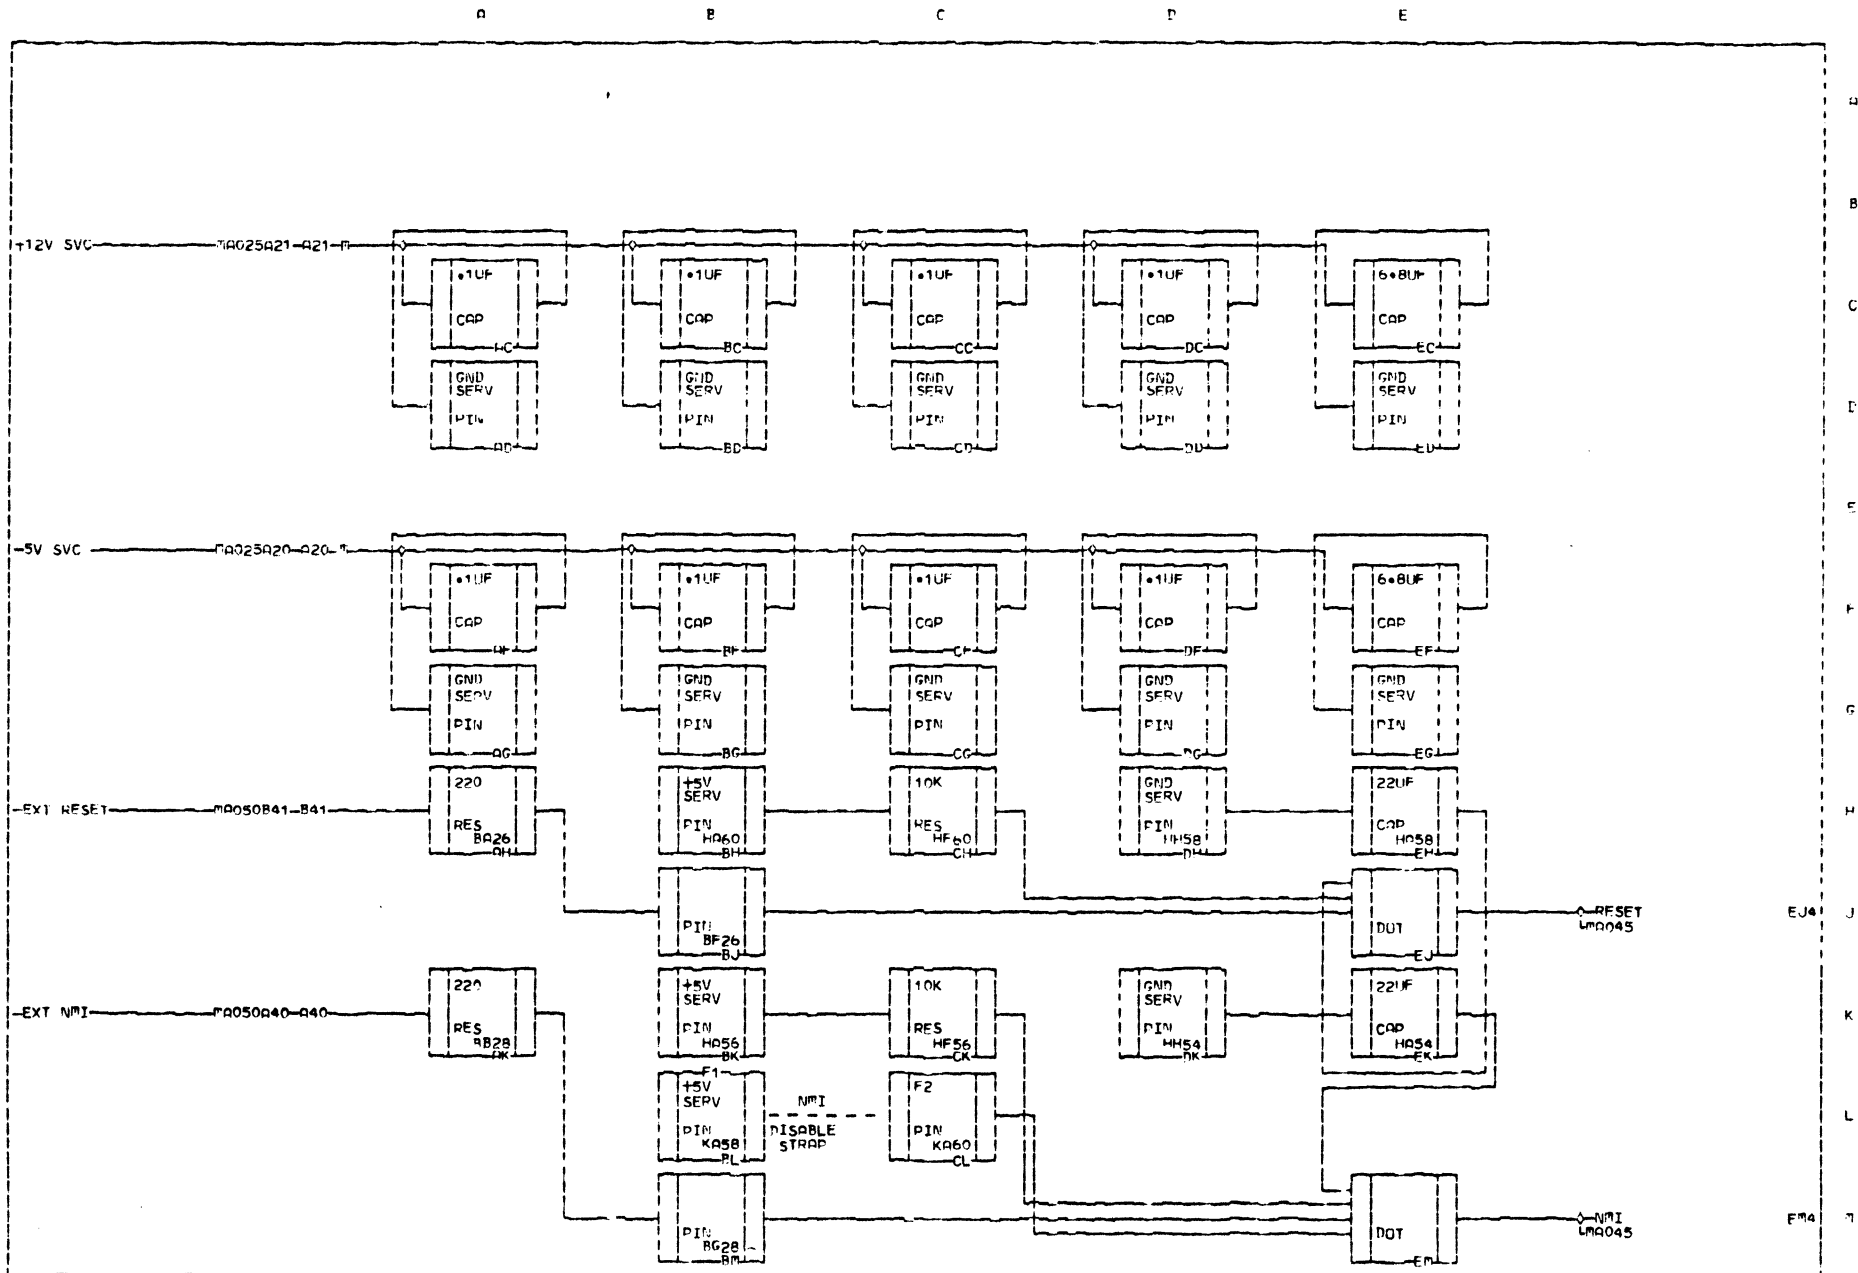 A B C D E
A
B
+12V SVC MA025A21-A21-M
.1UF .1UF .1UF .1UF 6.8UF
C
CAP CAP CAP CAP CAP
AC BC CC DC EC
GND GND GND GND GND
SERV SERV SERV SERV SERV
D
PIN PIN PIN PIN PIN
AD BD CD DD ED
E
-5V SVC MA025A20-A20-M
.1UF .1UF .1UF .1UF 6.8UF
F
CAP CAP CAP CAP CAP
AF BF CF DF EF
GND GND GND GND GND
SERV SERV SERV SERV SERV
G
PIN PIN PIN PIN PIN
AG BG CG DG EG
220 +5V 10K GND 22UF
SERV SERV
-EXT RESET MA050B41-B41 H
RES PIN RES PIN CAP
BA26 HA60 HF60 HH58 HA58
AH BH CH DH EH
-RESET EJ4 J
MA045
PIN DOT
BF26
BJ EJ
220 +5V 10K GND 22UF
SERV SERV
-EXT NMI MA050A40-A40 K
RES PIN RES PIN CAP
BB28 HA56 HF56 HH54 HA54
AK BK CK DK EK
F1
+5V F2
SERV NMI
L
PIN DISABLE PIN
KA58 STRAP KA60
BL CL
-NMI EM4 M
MA045
PIN DOT
BG28
BM EM